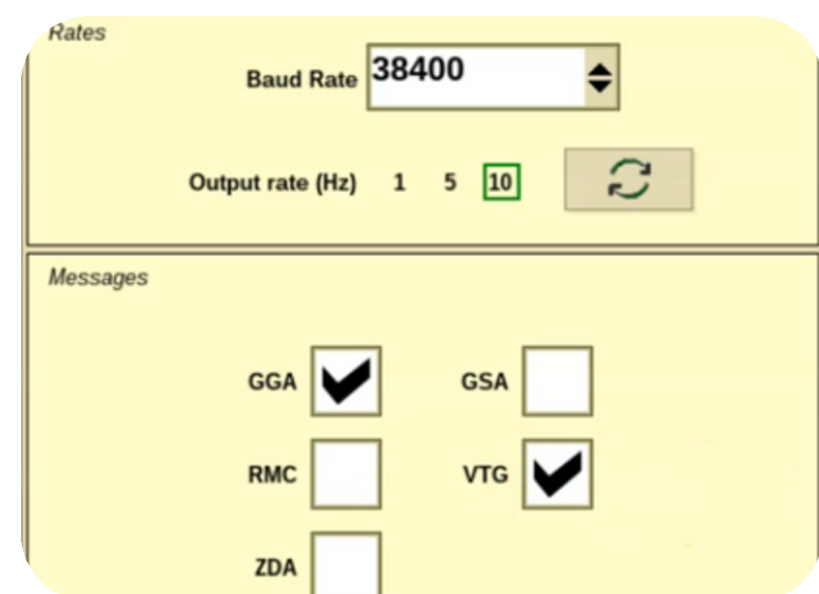 Rates
Baud Rate 38400
Output rate (Hz) 1 5 10
Messages
GGA GSA
RMC VTG
ZDA